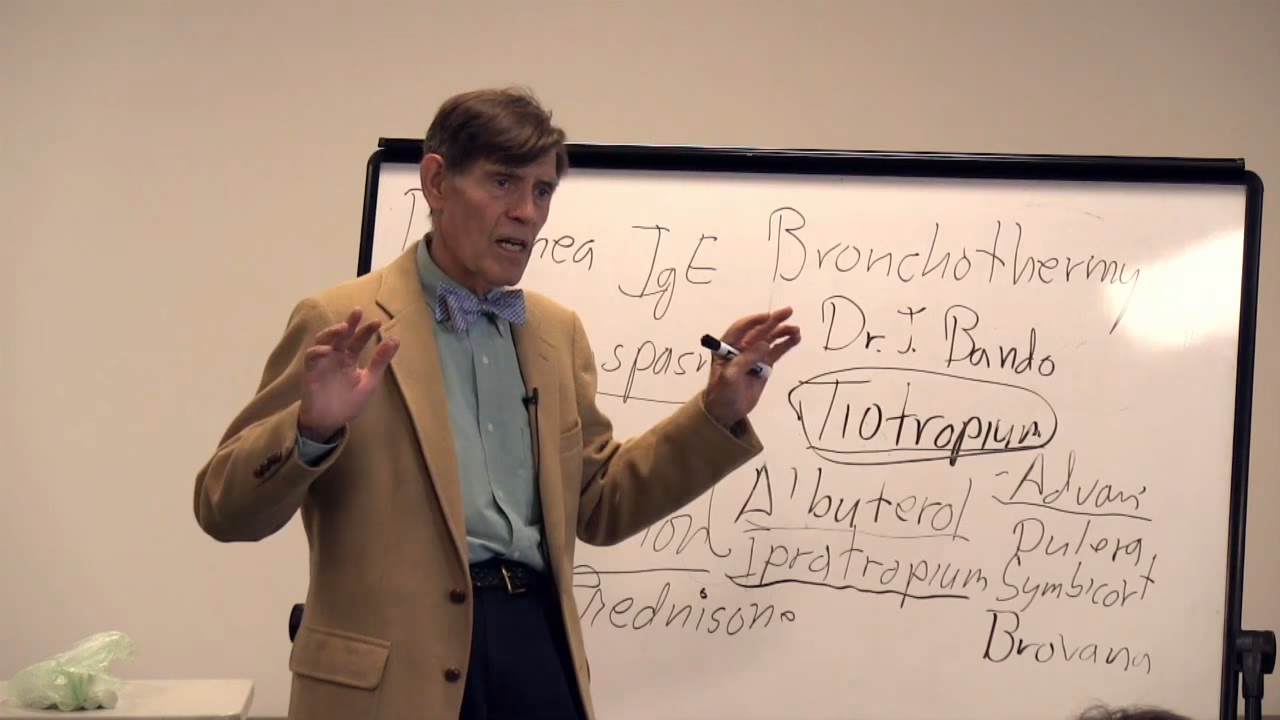 IgE Bronchothermy
Dr. J. Bando
Tiotropium
Albuterol -Advair
Ipratropium Dulera,
Symbicort
Prednisone
Brovana